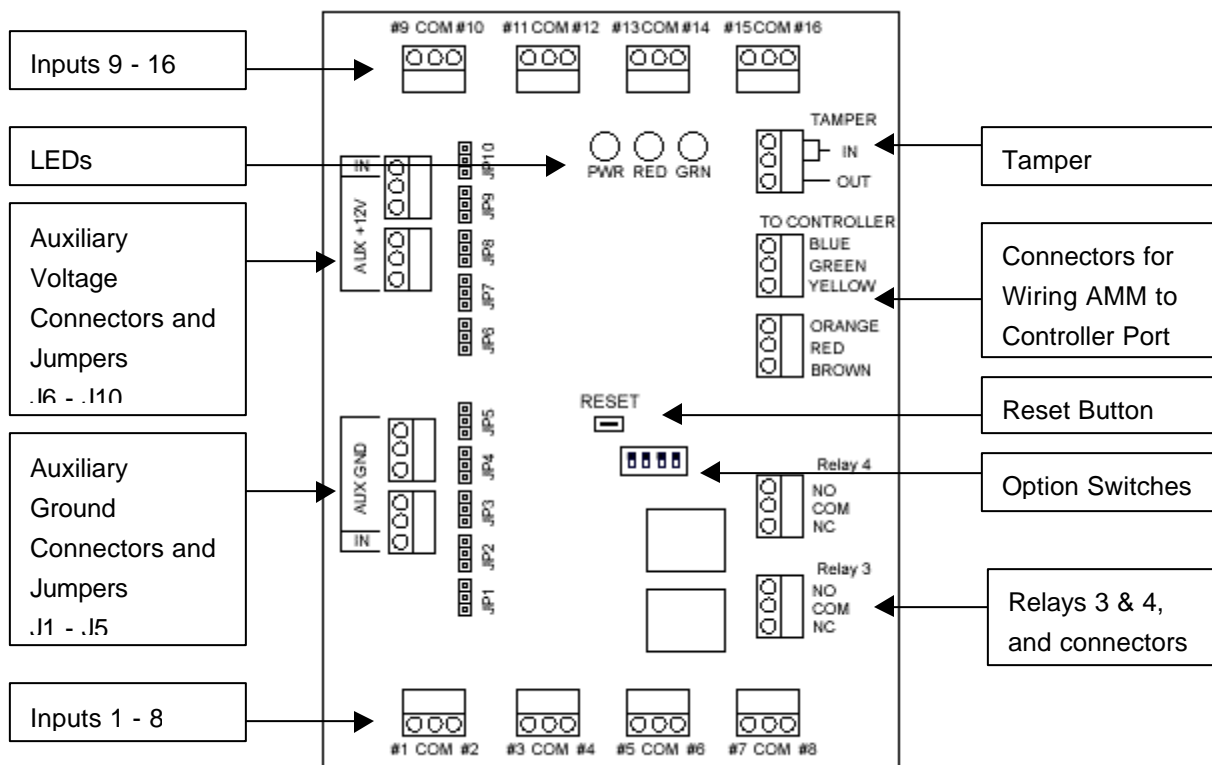 #9 COM #10 #11 COM #12 #13 COM #14 #15 COM #16
Inputs 9 - 16
LEDs
Auxiliary
Voltage
Connectors and
Jumpers
J6 - J10
Auxiliary
Ground
Connectors and
Jumpers
J1 - J5
Inputs 1 - 8
IN
AUX +12V
AUX GND
IN
JP10
JP9
JP8
JP7
JP6
JP5
JP4
JP3
JP2
JP1
PWR RED GRN
RESET
TAMPER
IN
OUT
TO CONTROLLER
BLUE
GREEN
YELLOW
ORANGE
RED
BROWN
Relay 4
NO
COM
NC
Relay 3
NO
COM
NC
Tamper
Connectors for
Wiring AMM to
Controller Port
Reset Button
Option Switches
Relays 3 & 4,
and connectors
#1 COM #2 #3 COM #4 #5 COM #6 #7 COM #8